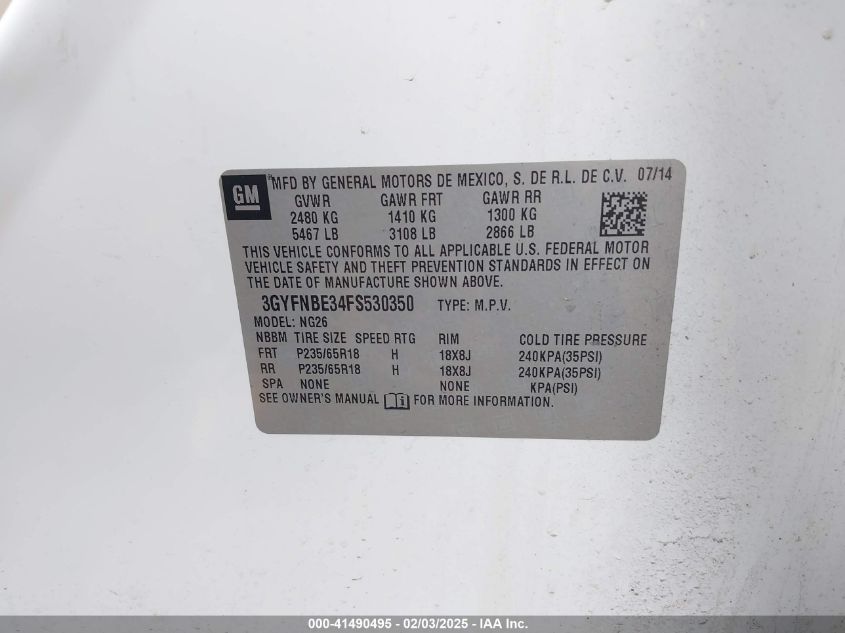 GM MFD BY GENERAL MOTORS DE MEXICO, S. DE R.L. DE C.V. 07/14
GVWR GAWR FRT GAWR RR
2480 KG 1410 KG 1300 KG
5467 LB 3108 LB 2866 LB
THIS VEHICLE CONFORMS TO ALL APPLICABLE U.S. FEDERAL MOTOR
VEHICLE SAFETY AND THEFT PREVENTION STANDARDS IN EFFECT ON
THE DATE OF MANUFACTURE SHOWN ABOVE.
3GYFNBE34FS530350 TYPE: M.P.V.
MODEL: NG26
NBBM TIRE SIZE SPEED RTG RIM COLD TIRE PRESSURE
FRT P235/65R18 H 18X8J 240KPA(35PSI)
RR P235/65R18 H 18X8J 240KPA(35PSI)
SPA NONE NONE KPA(PSI)
SEE OWNER'S MANUAL FOR MORE INFORMATION.
000-41490495 - 02/03/2025 - IAA Inc.